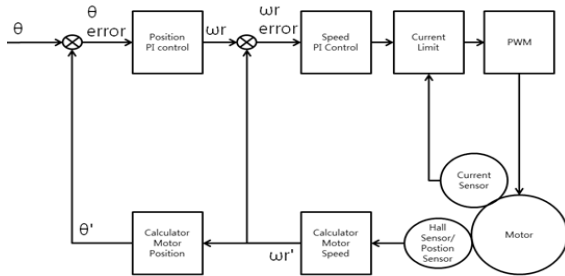 θ
θ
error
Position
PI control
ωr
ωr
error
Speed
PI Control
Current
Limit
PWM
Current
Sensor
θ'
Calculator
Motor
Position
ωr'
Calculator
Motor
Speed
Hall
Sensor/Postion
Sensor
Motor